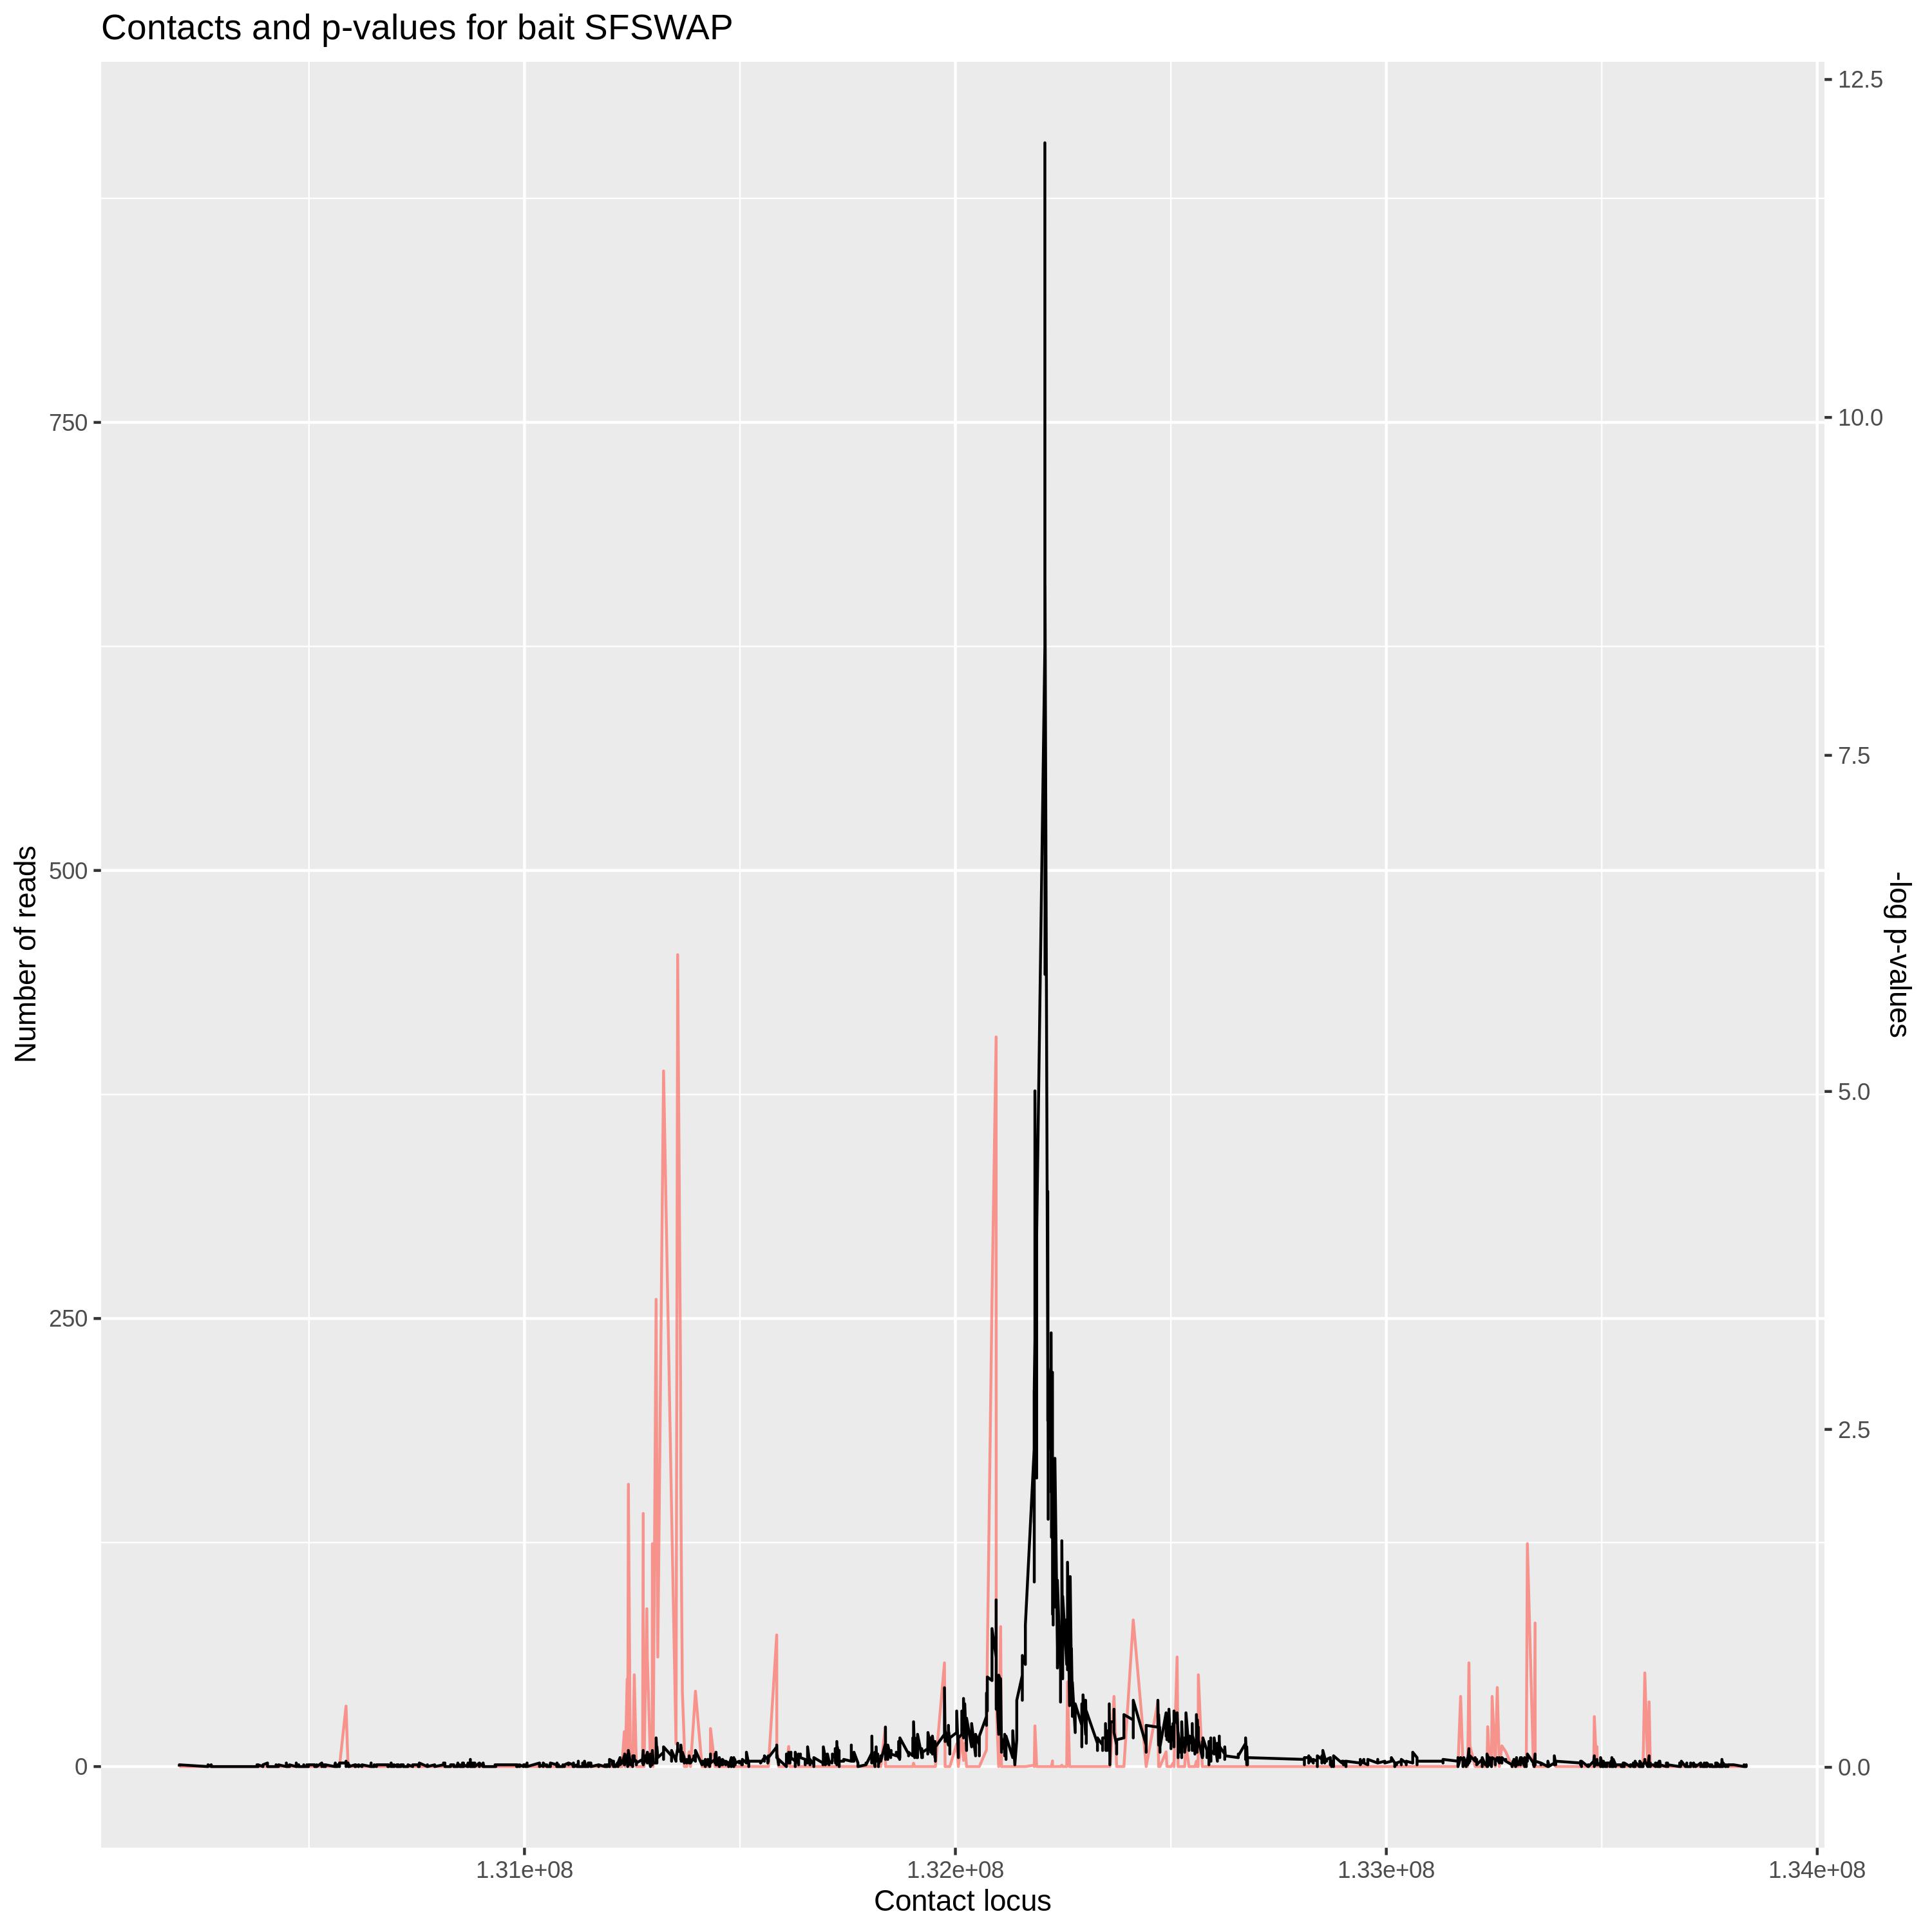 Contacts and p-values for bait SFSWAP
Number of reads
750
500
250
0
12.5
10.0
7.5
5.0
2.5
0.0
-log p-values
1.31e+08
1.32e+08
1.33e+08
1.34e+08
Contact locus